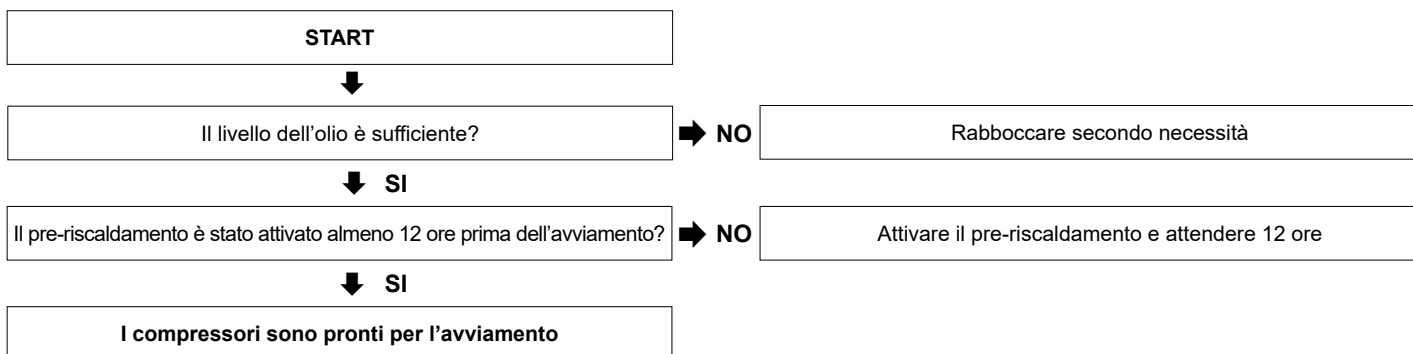 START
Il livello dell'olio è sufficiente?
NO
Rabboccare secondo necessità
SI
Il pre-riscaldamento è stato attivato almeno 12 ore prima dell'avviamento?
NO
Attivare il pre-riscaldamento e attendere 12 ore
SI
I compressori sono pronti per l'avviamento